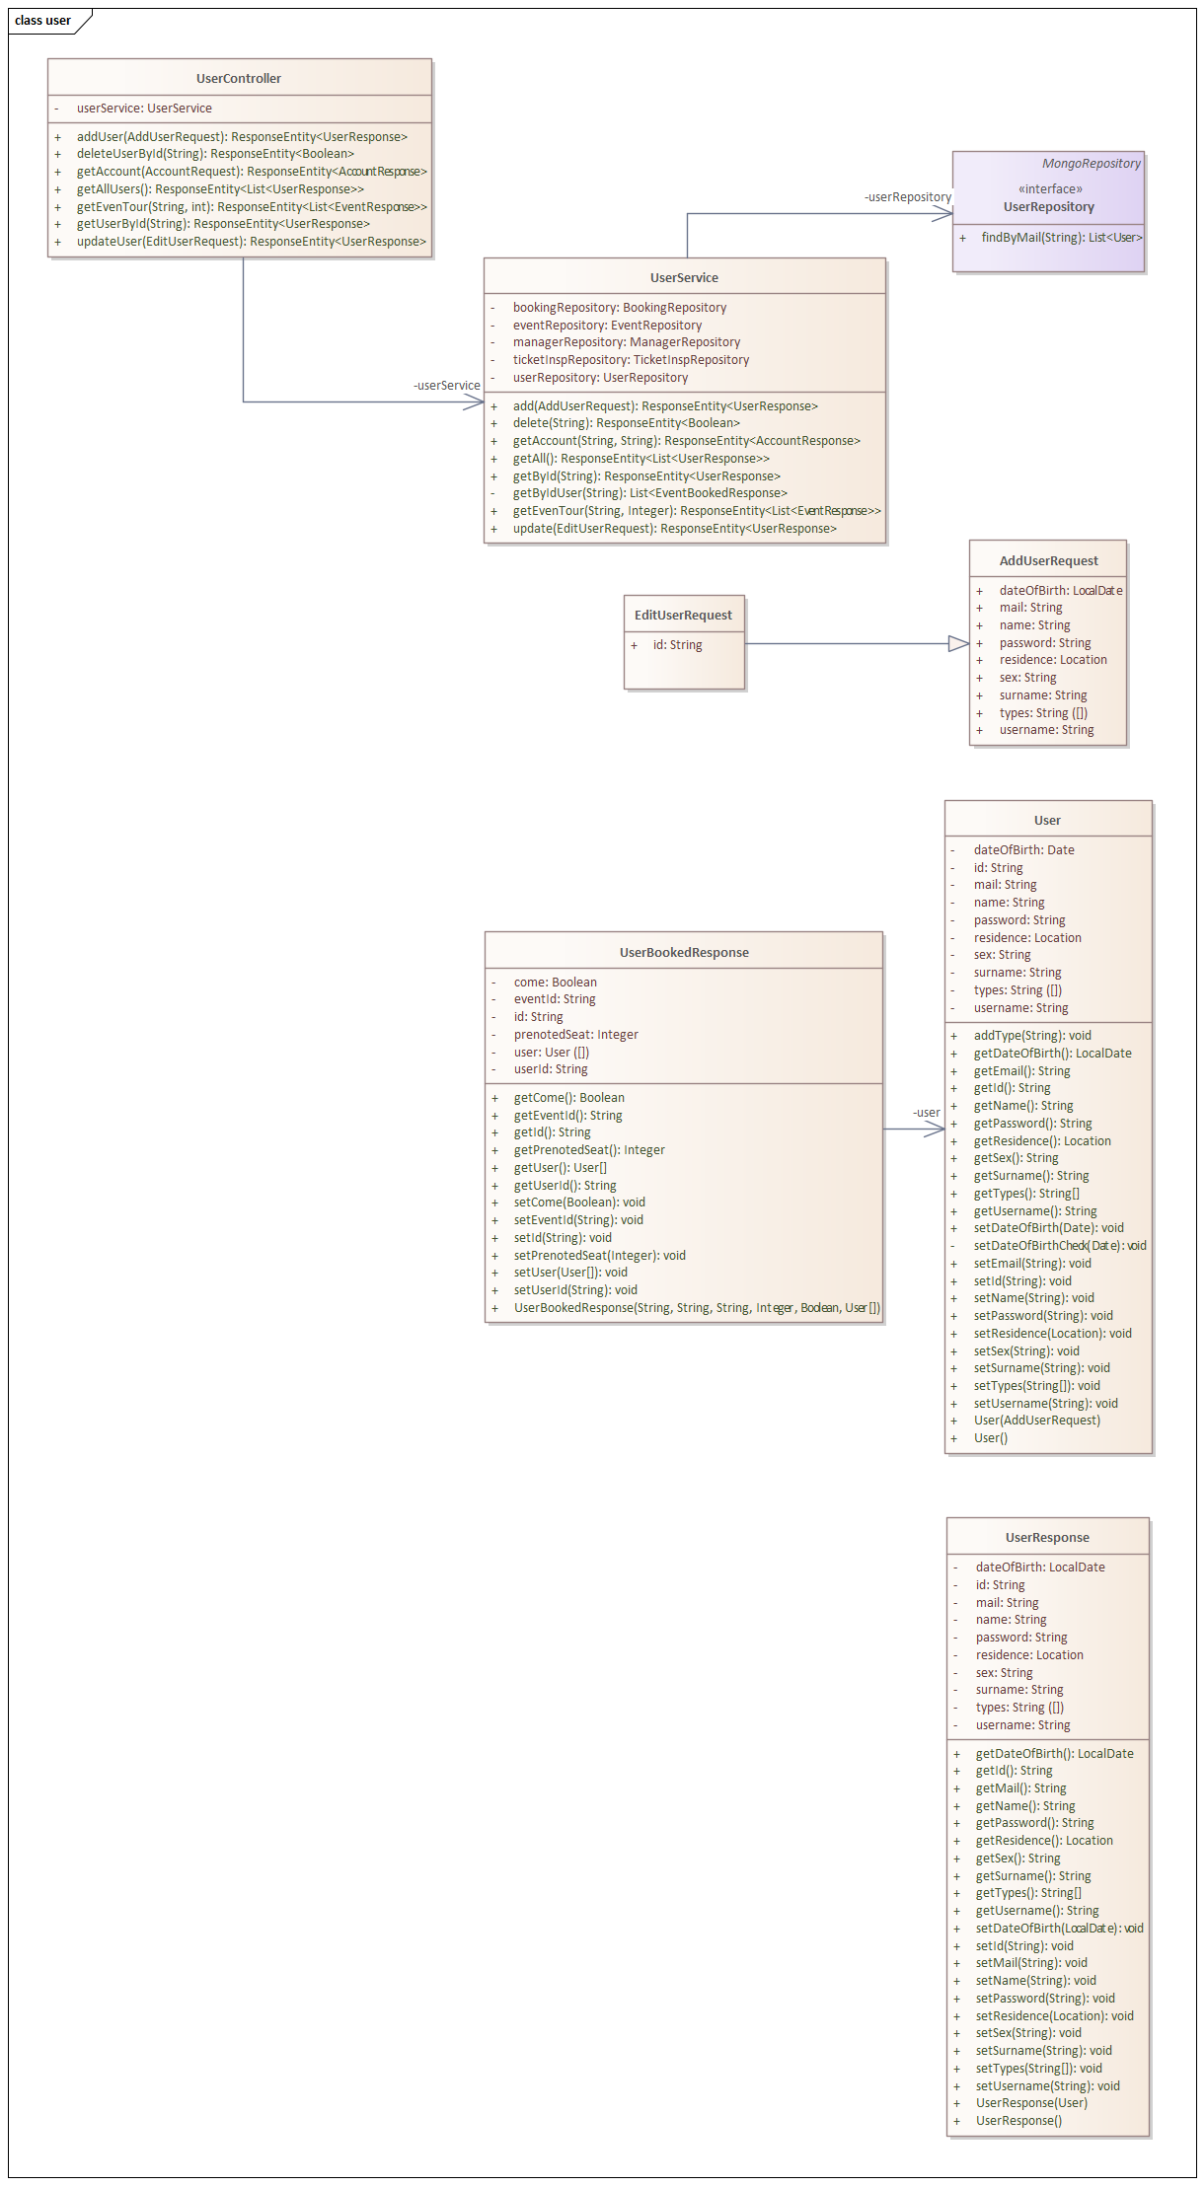 class user
UserController
- userService: UserService
+ addUser(AddUserRequest): ResponseEntity<UserResponse>
+ deleteUserById(String): ResponseEntity<Boolean>
+ getAccount(AccountRequest): ResponseEntity<AccountResponse>
+ getAllUsers(): ResponseEntity<List<UserResponse>>
+ getEvenTour(String, int): ResponseEntity<List<EventResponse>>
+ getUserById(String): ResponseEntity<UserResponse>
+ updateUser(EditUserRequest): ResponseEntity<UserResponse>
MongoRepository
«interface»
UserRepository
+ findByMail(String): List<User>
-userRepository
UserService
- bookingRepository: BookingRepository
- eventRepository: EventRepository
- managerRepository: ManagerRepository
- ticketInspRepository: TicketInspRepository
- userRepository: UserRepository
+ add(AddUserRequest): ResponseEntity<UserResponse>
+ delete(String): ResponseEntity<Boolean>
+ getAccount(String, String): ResponseEntity<AccountResponse>
+ getAll(): ResponseEntity<List<UserResponse>>
+ getById(String): ResponseEntity<UserResponse>
- getByIdUser(String): List<EventBookedResponse>
+ getEvenTour(String, Integer): ResponseEntity<List<EventResponse>>
+ update(EditUserRequest): ResponseEntity<UserResponse>
-userService
AddUserRequest
+ dateOfBirth: LocalDate
+ mail: String
+ name: String
+ password: String
+ residence: Location
+ sex: String
+ surname: String
+ types: String ([])
+ username: String
EditUserRequest
+ id: String
User
- dateOfBirth: Date
- id: String
- mail: String
- name: String
- password: String
- residence: Location
- sex: String
- surname: String
- types: String ([])
- username: String
+ addType(String): void
+ getDateOfBirth(): LocalDate
+ getEmail(): String
+ getId(): String
+ getName(): String
+ getPassword(): String
+ getResidence(): Location
+ getSex(): String
+ getSurname(): String
+ getTypes(): String[]
+ getUsername(): String
+ setDateOfBirth(Date): void
- setDateOfBirthCheck(Date): void
+ setEmail(String): void
+ setId(String): void
+ setName(String): void
+ setPassword(String): void
+ setResidence(Location): void
+ setSex(String): void
+ setSurname(String): void
+ setTypes(String[]): void
+ setUsername(String): void
+ User(AddUserRequest)
+ User()
UserBookedResponse
- come: Boolean
- eventId: String
- id: String
- prenotedSeat: Integer
- user: User ([])
- userId: String
+ getCome(): Boolean
+ getEventId(): String
+ getId(): String
+ getPrenotedSeat(): Integer
+ getUser(): User[]
+ getUserId(): String
+ setCome(Boolean): void
+ setEventId(String): void
+ setId(String): void
+ setPrenotedSeat(Integer): void
+ setUser(User[]): void
+ setUserId(String): void
+ UserBookedResponse(String, String, String, Integer, Boolean, User[])
-user
UserResponse
- dateOfBirth: LocalDate
- id: String
- mail: String
- name: String
- password: String
- residence: Location
- sex: String
- surname: String
- types: String ([])
- username: String
+ getDateOfBirth(): LocalDate
+ getId(): String
+ getMail(): String
+ getName(): String
+ getPassword(): String
+ getResidence(): Location
+ getSex(): String
+ getSurname(): String
+ getTypes(): String[]
+ getUsername(): String
+ setDateOfBirth(LocalDate): void
+ setId(String): void
+ setMail(String): void
+ setName(String): void
+ setPassword(String): void
+ setResidence(Location): void
+ setSex(String): void
+ setSurname(String): void
+ setTypes(String[]): void
+ setUsername(String): void
+ UserResponse(User)
+ UserResponse()